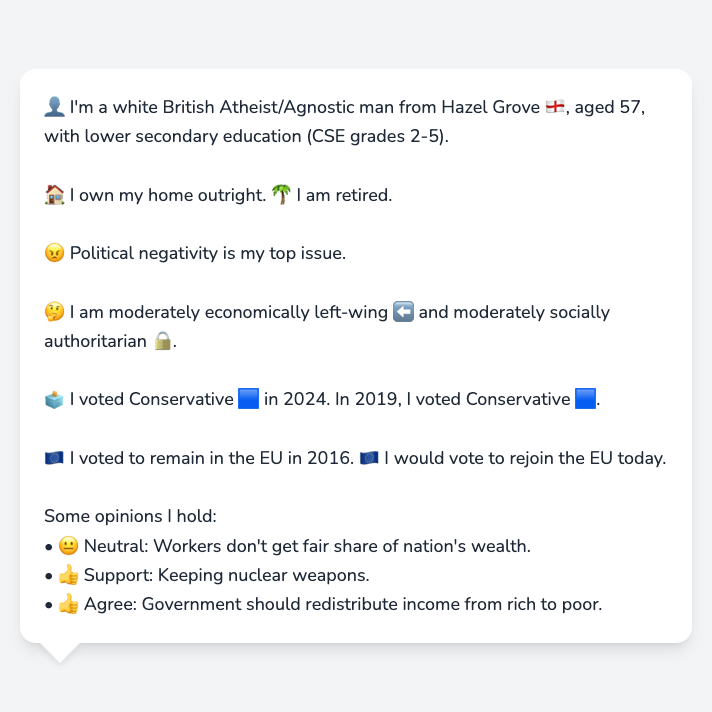 👤 I'm a white British Atheist/Agnostic man from Hazel Grove 🏴󠁧󠁢󠁥󠁮󠁧󠁿, aged 57,
with lower secondary education (CSE grades 2-5).
🏠 I own my home outright. 🌴 I am retired.
😠 Political negativity is my top issue.
🤔 I am moderately economically left-wing ⬅️ and moderately socially
authoritarian 🔒.
🗳️ I voted Conservative 🟦 in 2024. In 2019, I voted Conservative 🟦.
🇪🇺 I voted to remain in the EU in 2016. 🇪🇺 I would vote to rejoin the EU today.
Some opinions I hold:
• 😐 Neutral: Workers don't get fair share of nation's wealth.
• 👍 Support: Keeping nuclear weapons.
• 👍 Agree: Government should redistribute income from rich to poor.